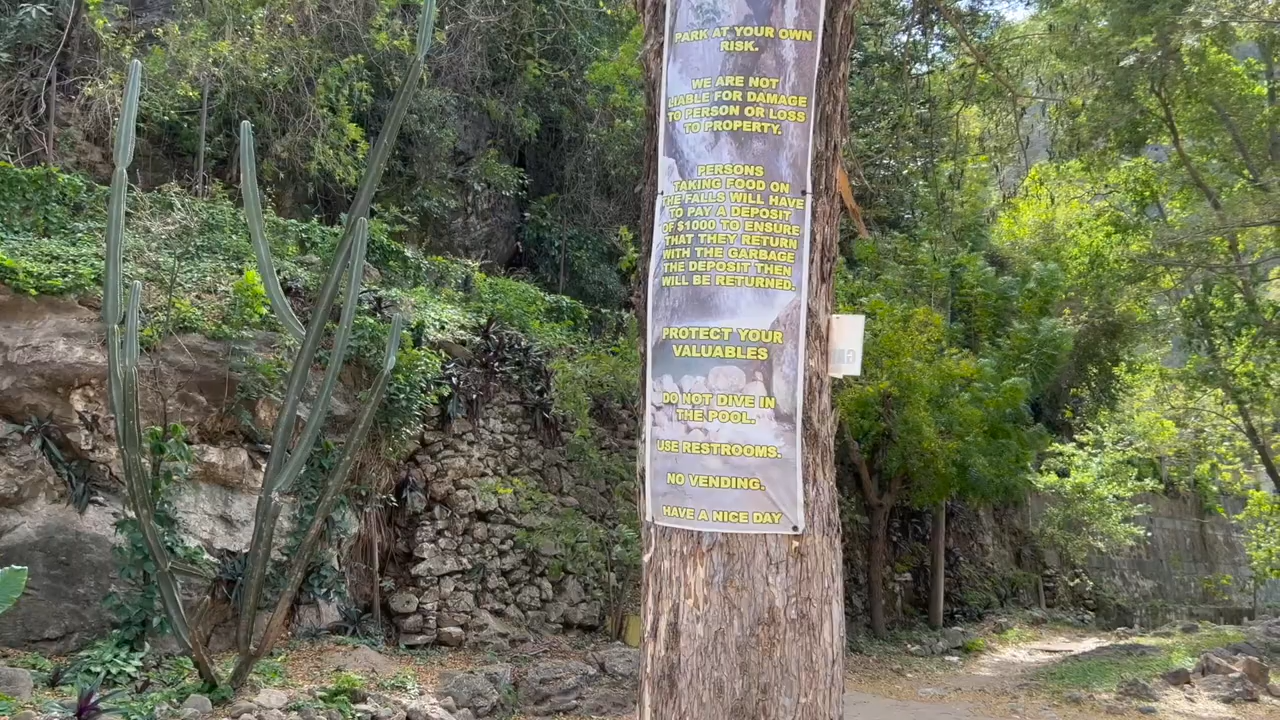 PARK AT YOUR OWN
RISK.
WE ARE NOT
LIABLE FOR DAMAGE
TO PERSON OR LOSS
TO PROPERTY.
PERSONS
TAKING FOOD ON
THE FALLS WILL HAVE
TO PAY A DEPOSIT
OF $1000 TO ENSURE
THAT THEY RETURN
WITH THE GARBAGE
THE DEPOSIT THEN
WILL BE RETURNED.
PROTECT YOUR
VALUABLES
DO NOT DIVE IN
THE POOL.
USE RESTROOMS.
NO VENDING.
HAVE A NICE DAY